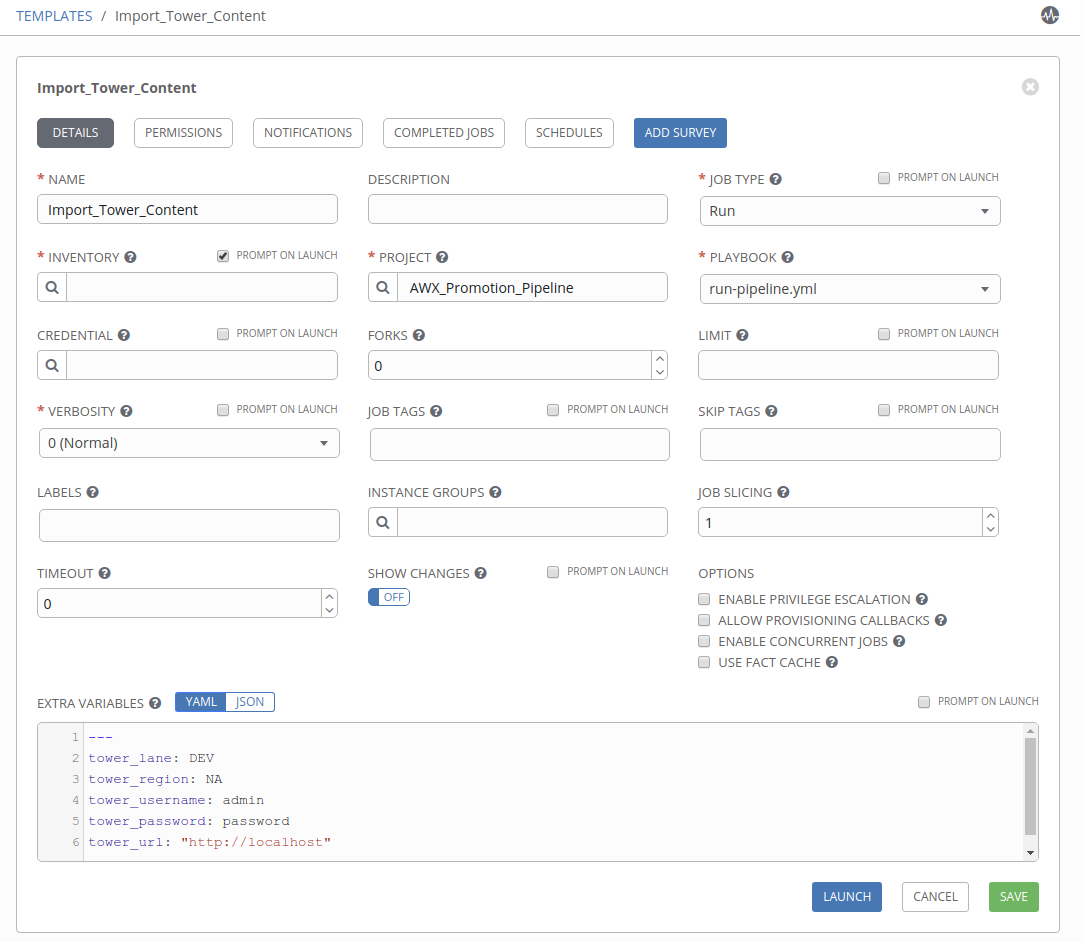 TEMPLATES / Import_Tower_Content
Import_Tower_Content
DETAILS PERMISSIONS NOTIFICATIONS COMPLETED JOBS SCHEDULES ADD SURVEY
* NAME DESCRIPTION * JOB TYPE PROMPT ON LAUNCH
Import_Tower_Content Run
* INVENTORY PROMPT ON LAUNCH * PROJECT * PLAYBOOK
AWX_Promotion_Pipeline run-pipeline.yml
CREDENTIAL PROMPT ON LAUNCH FORKS LIMIT PROMPT ON LAUNCH
0
* VERBOSITY PROMPT ON LAUNCH JOB TAGS PROMPT ON LAUNCH SKIP TAGS PROMPT ON LAUNCH
0 (Normal)
LABELS INSTANCE GROUPS JOB SLICING
1
TIMEOUT SHOW CHANGES PROMPT ON LAUNCH OPTIONS
0 OFF ENABLE PRIVILEGE ESCALATION
ALLOW PROVISIONING CALLBACKS
ENABLE CONCURRENT JOBS
USE FACT CACHE
EXTRA VARIABLES YAML JSON PROMPT ON LAUNCH
1 ---
2 tower_lane: DEV
3 tower_region: NA
4 tower_username: admin
5 tower_password: password
6 tower_url: "http://localhost"
LAUNCH CANCEL SAVE